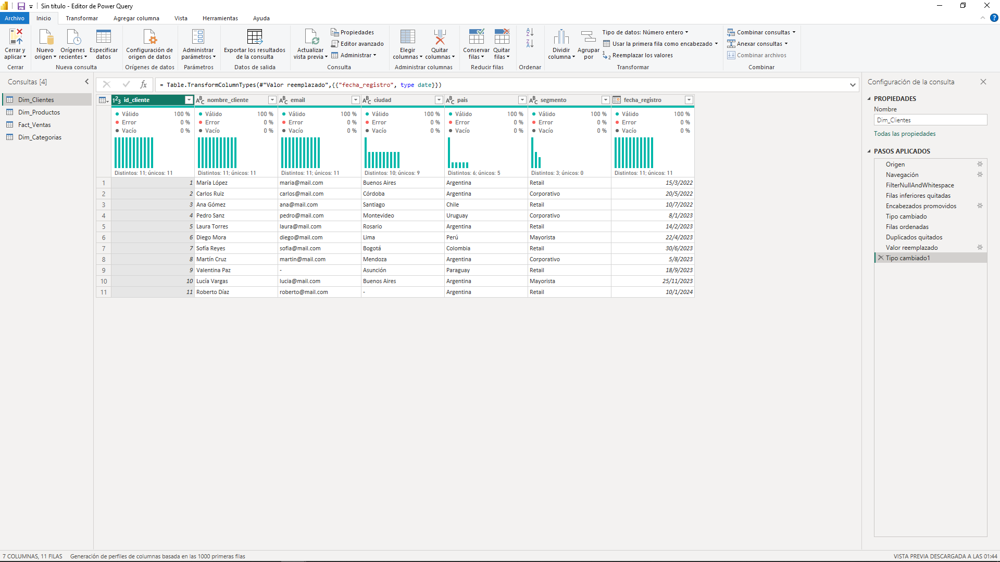 Sin título - Editor de Power Query
Archivo Inicio Transformar Agregar columna Vista Herramientas Ayuda
Cerrar y aplicar
Nuevo origen
Orígenes recientes
Especificar datos
Configuración de origen de datos
Administrar parámetros
Exportar los resultados de la consulta
Actualizar vista previa
Propiedades
Editor avanzado
Administrar
Elegir columnas
Quitar columnas
Conservar filas
Quitar filas
Dividir columna
Agrupar por
Tipo de datos: Número entero
Usar la primera fila como encabezado
Reemplazar los valores
Combinar consultas
Anexar consultas
Combinar archivos
Cerrar Nueva consulta Orígenes de datos Parámetros Datos de salida Consulta Administrar columnas Reducir filas Ordenar Transformar Combinar
Consultas [4]
Dim_Clientes
Dim_Productos
Fact_Ventas
Dim_Categorias
fx = Table.TransformColumnTypes(#"Valor reemplazado",{{"fecha_registro", type date}})
id_cliente nombre_cliente email ciudad pais segmento fecha_registro
Válido 100 % Válido 100 % Válido 100 % Válido 100 % Válido 100 % Válido 100 % Válido 100 %
Error 0 % Error 0 % Error 0 % Error 0 % Error 0 % Error 0 % Error 0 %
Vacío 0 % Vacío 0 % Vacío 0 % Vacío 0 % Vacío 0 % Vacío 0 % Vacío 0 %
Distintos: 11; únicos: 11 Distintos: 11; únicos: 11 Distintos: 11; únicos: 11 Distintos: 10; únicos: 9 Distintos: 6; únicos: 5 Distintos: 3; únicos: 0 Distintos: 11; únicos: 11
1 1 María López maria@mail.com Buenos Aires Argentina Retail 15/3/2022
2 2 Carlos Ruiz carlos@mail.com Córdoba Argentina Corporativo 20/5/2022
3 3 Ana Gómez ana@mail.com Santiago Chile Retail 10/7/2022
4 4 Pedro Sanz pedro@mail.com Montevideo Uruguay Corporativo 8/1/2023
5 5 Laura Torres laura@mail.com Rosario Argentina Retail 14/2/2023
6 6 Diego Mora diego@mail.com Lima Perú Mayorista 22/4/2023
7 7 Sofía Reyes sofia@mail.com Bogotá Colombia Retail 30/6/2023
8 8 Martín Cruz martin@mail.com Mendoza Argentina Corporativo 5/8/2023
9 9 Valentina Paz - Asunción Paraguay Retail 18/9/2023
10 10 Lucía Vargas lucia@mail.com Buenos Aires Argentina Mayorista 25/11/2023
11 11 Roberto Díaz roberto@mail.com - Argentina Retail 10/1/2024
Configuración de la consulta
PROPIEDADES
Nombre
Dim_Clientes
Todas las propiedades
PASOS APLICADOS
Origen
Navegación
FilterNullAndWhitespace
Filas inferiores quitadas
Encabezados promovidos
Tipo cambiado
Filas ordenadas
Duplicados quitados
Valor reemplazado
Tipo cambiado1
7 COLUMNAS, 11 FILAS Generación de perfiles de columnas basada en las 1000 primeras filas VISTA PREVIA DESCARGADA A LAS 01:44